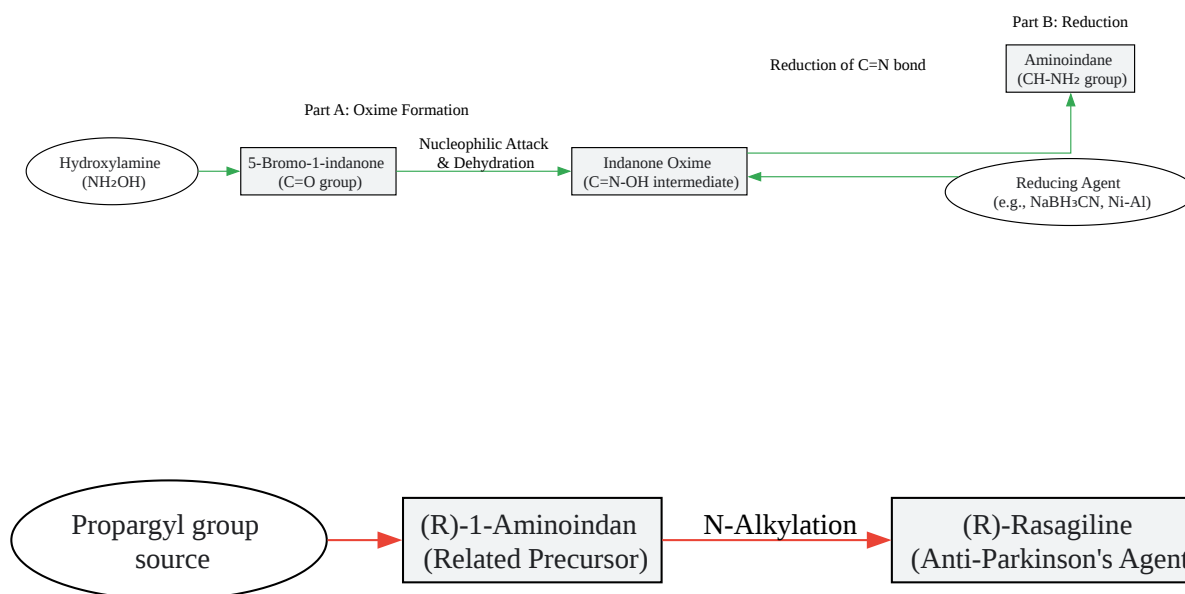 Part B: Reduction
Reduction of C=N bond
Aminoindane
(CH-NH₂ group)
Part A: Oxime Formation
Nucleophilic Attack
& Dehydration
Hydroxylamine
(NH₂OH)
5-Bromo-1-indanone
(C=O group)
Indanone Oxime
(C=N-OH intermediate)
Reducing Agent
(e.g., NaBH₃CN, Ni-Al)
Propargyl group
source
(R)-1-Aminoindan
(Related Precursor)
N-Alkylation
(R)-Rasagiline
(Anti-Parkinson's Agent